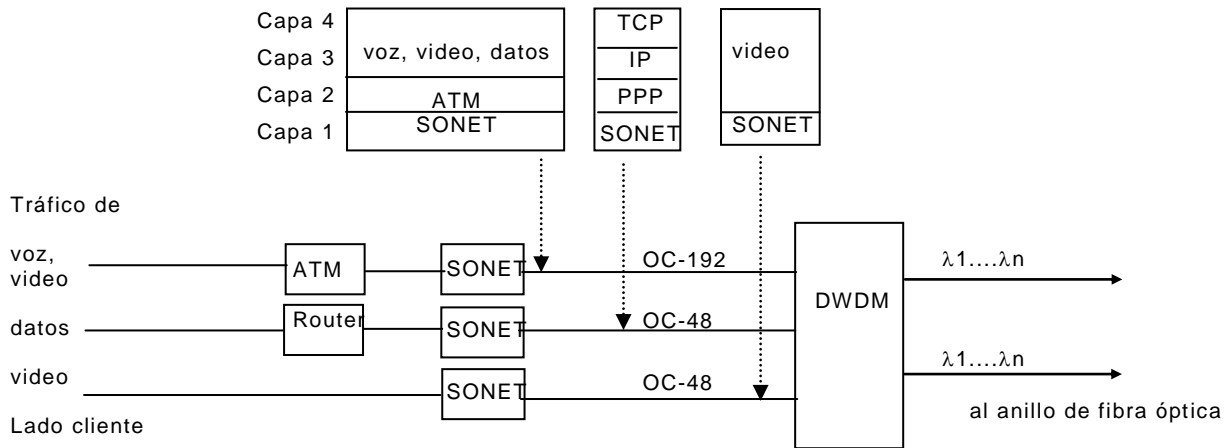 Capa 4
Capa 3
Capa 2
Capa 1
voz, video, datos
ATM
SONET
TCP
IP
PPP
SONET
video
SONET
Tráfico de
voz,
video
ATM
SONET
OC-192
datos
Router
SONET
OC-48
video
SONET
OC-48
Lado cliente
DWDM
λ1....λn
λ1....λn
al anillo de fibra óptica